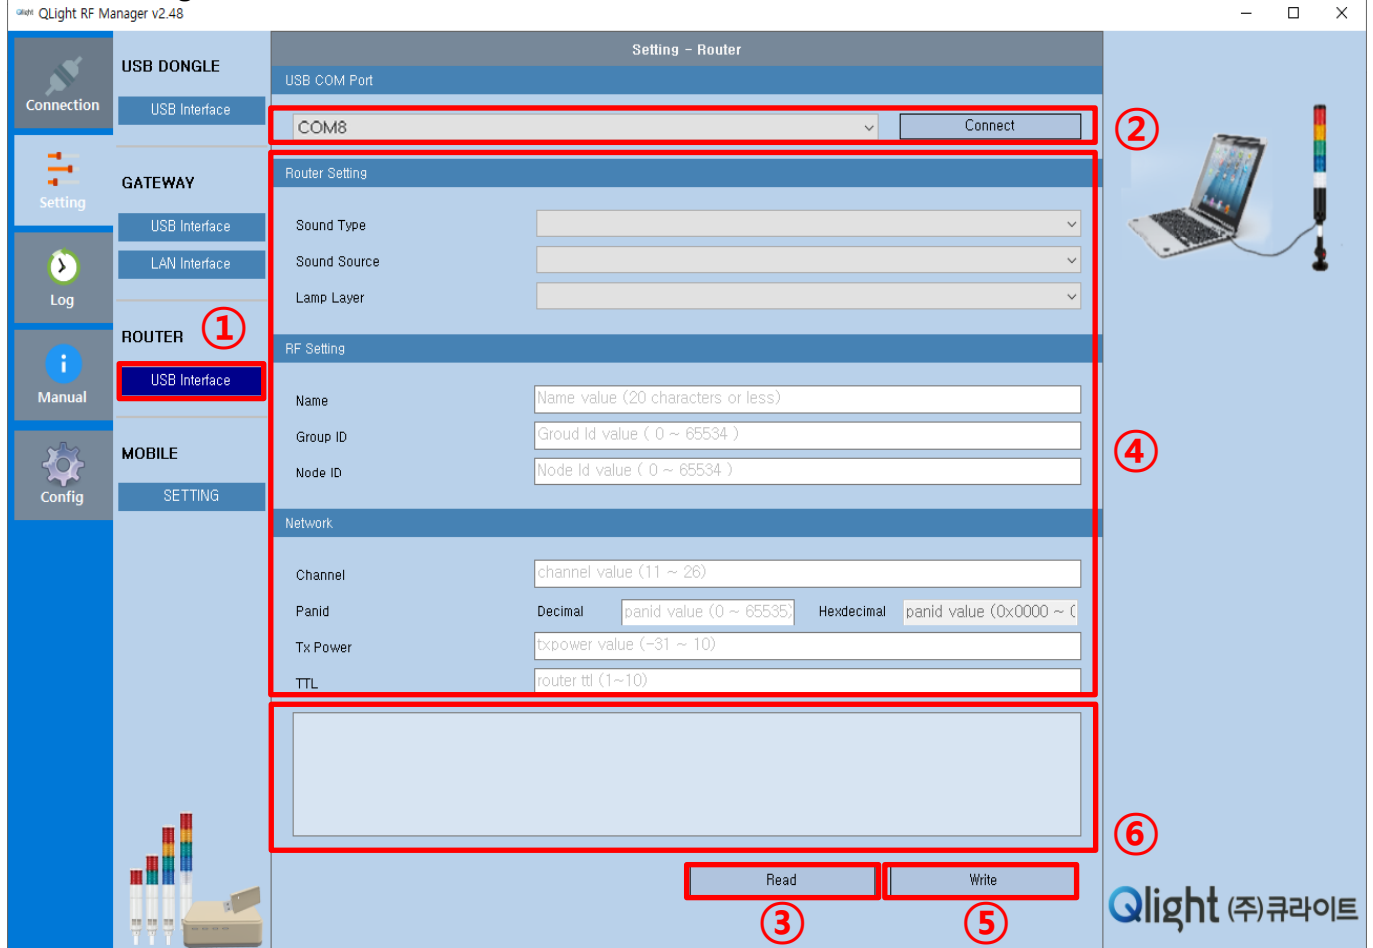 Qlight QLight RF Manager v2.48
Connection
Setting
Log
Manual
Config
USB DONGLE
USB Interface
GATEWAY
USB Interface
LAN Interface
ROUTER ①
USB Interface
MOBILE
SETTING
Setting - Router
USB COM Port
COM8 Connect ②
Router Setting
Sound Type
Sound Source
Lamp Layer
RF Setting
Name Name value (20 characters or less)
Group ID Groud Id value ( 0 ~ 65534 )
Node ID Node Id value ( 0 ~ 65534 )
④
Network
Channel channel value (11 ~ 26)
Panid Decimal panid value (0 ~ 65535) Hexdecimal panid value (0x0000 ~ (
Tx Power txpower value (-31 ~ 10)
TTL router ttl (1~10)
⑥
Read Write
③ ⑤
Qlight (주)큐라이트